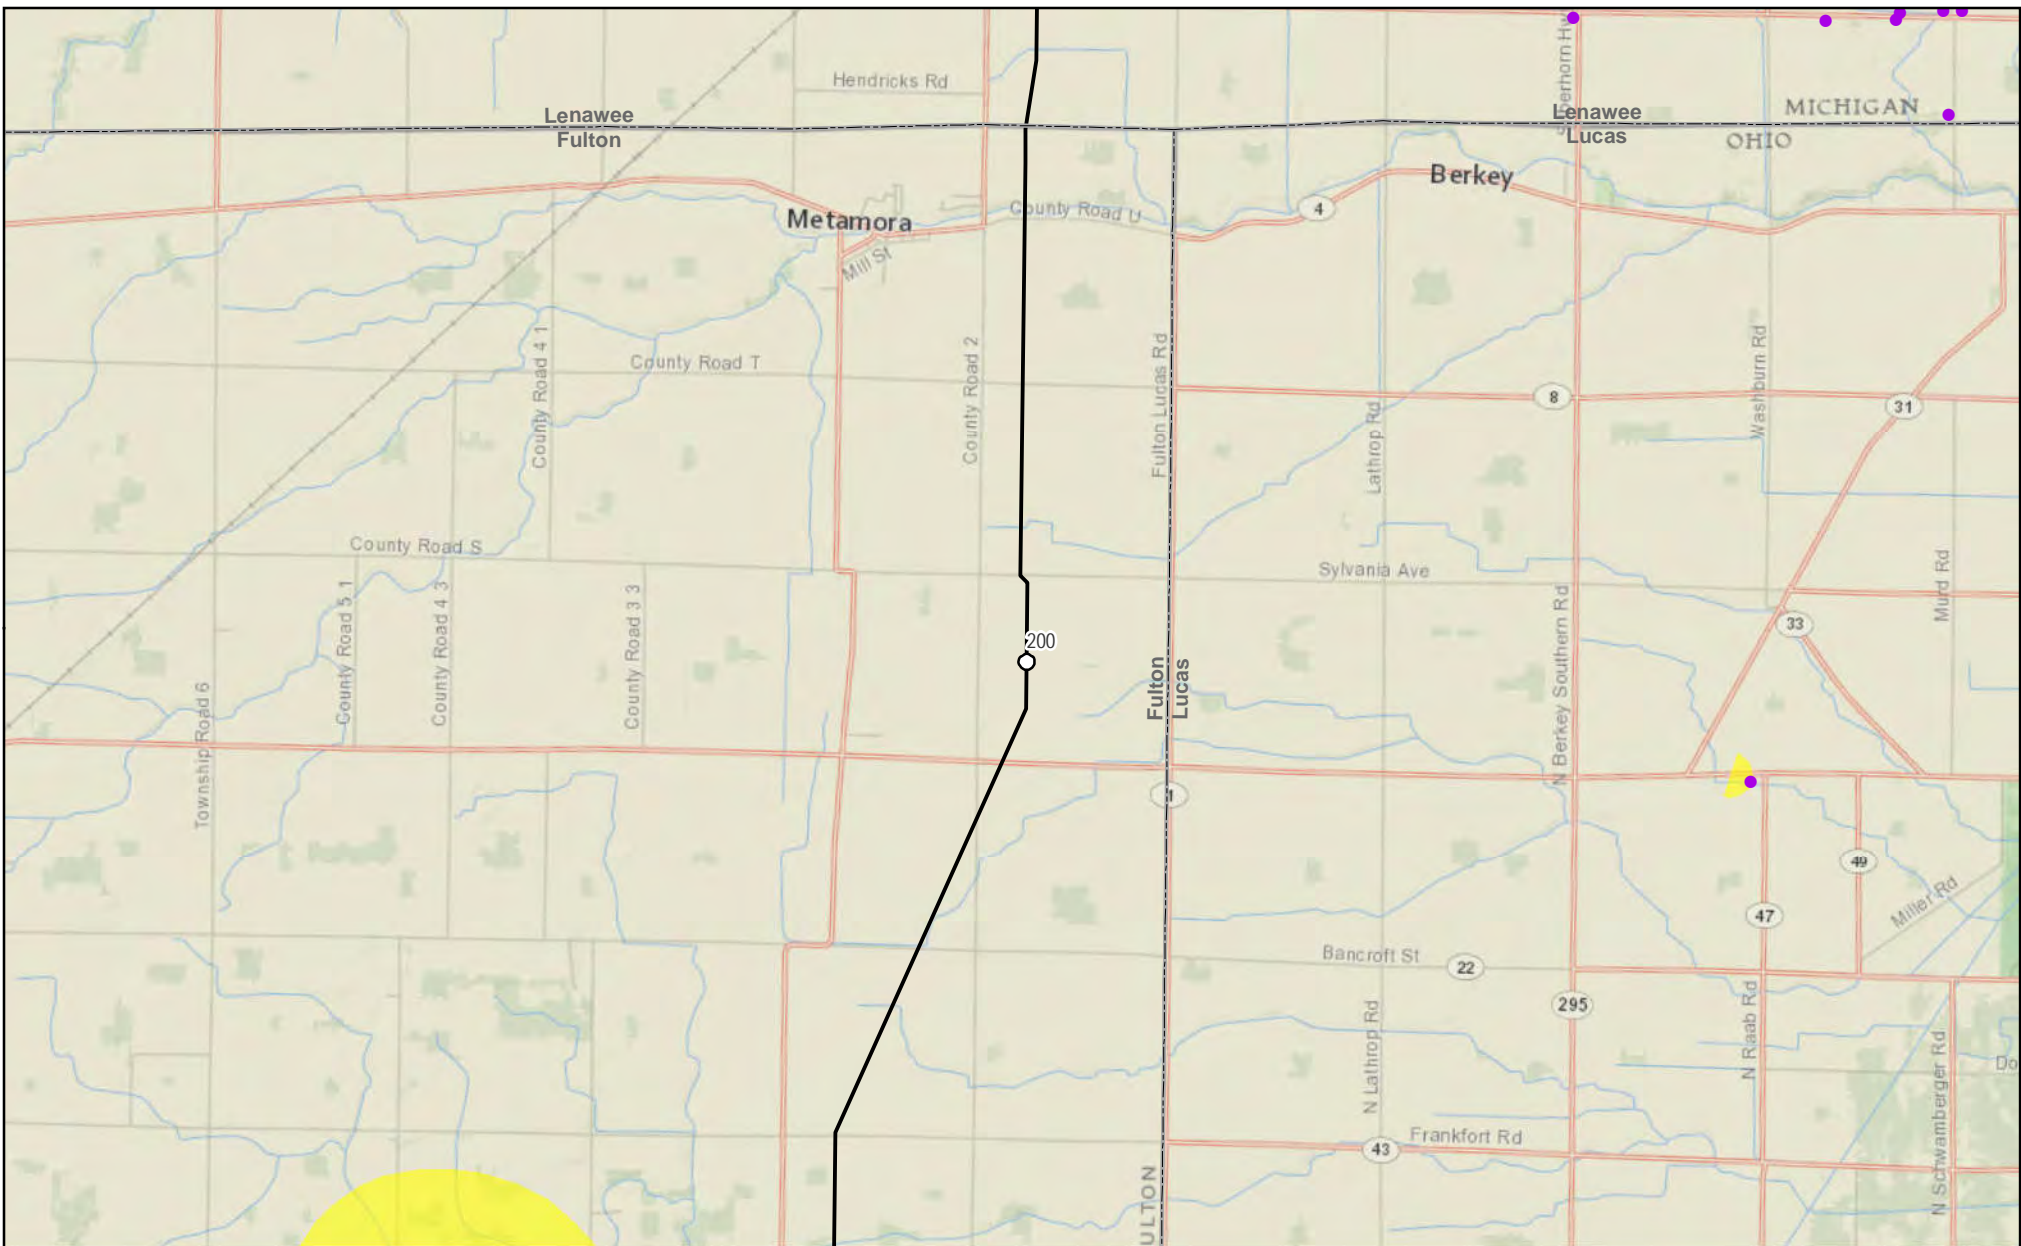 Hendricks Rd
Lenawee
Fulton
Lenawee
Lucas
MICHIGAN
OHIO
Berkey
4
County Road U
Metamora
Mill St
County Road 4 1
County Road T
County Road 2
Fulton Lucas Rd
Lathrop Rd
8
Washburn Rd
31
County Road S
Sylvania Ave
Murd Rd
County Road 5 1
County Road 4 3
County Road 3 3
N Berkey Southern Rd
33
200
Fulton
Lucas
Township Road 6
1
49
47
Miller Rd
Bancroft St
22
295
N Lathrop Rd
N Raab Rd
N Schwamberger Rd
Do
Frankfort Rd
43
ULTON